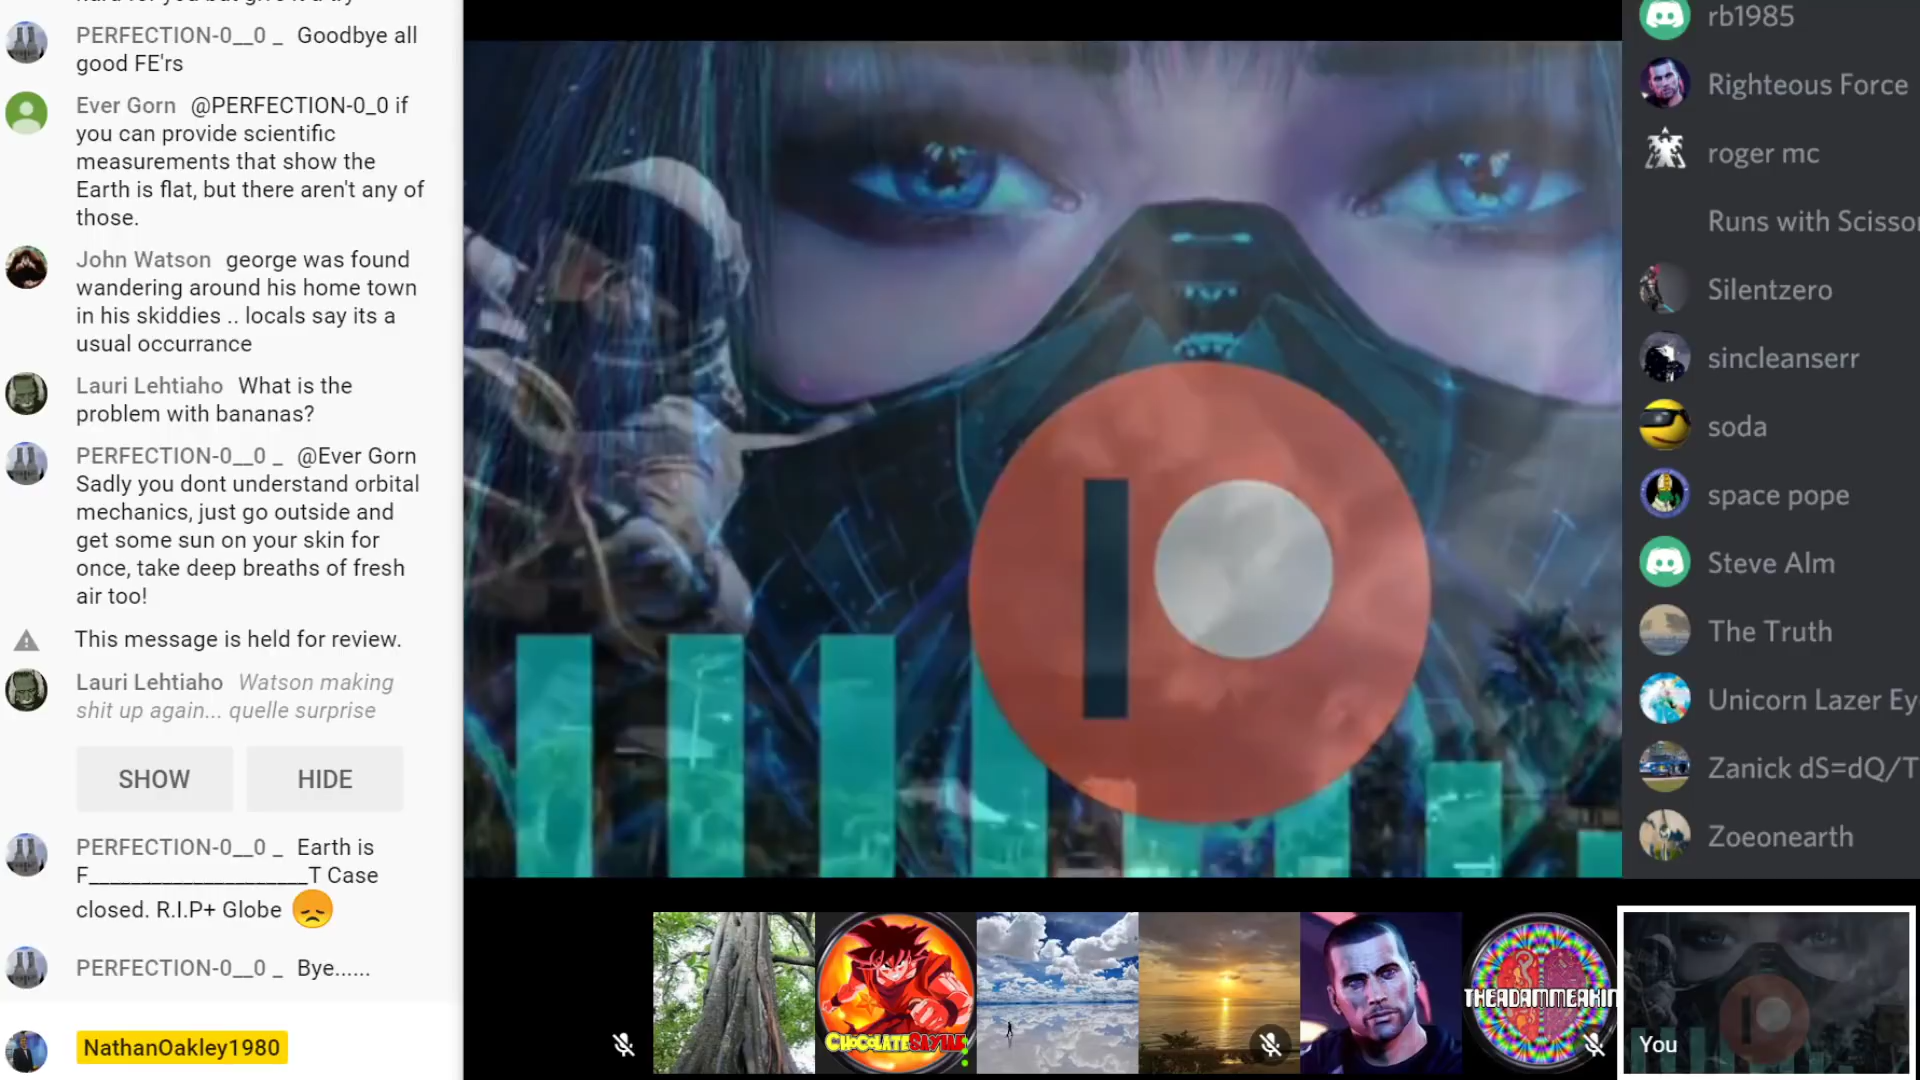 PERFECTION-0__0 _ Goodbye all
good FE'rs
Ever Gorn @PERFECTION-0_0 if
you can provide scientific
measurements that show the
Earth is flat, but there aren't any of
those.
John Watson george was found
wandering around his home town
in his skiddies .. locals say its a
usual occurrance
Lauri Lehtiaho What is the
problem with bananas?
PERFECTION-0__0 _ @Ever Gorn
Sadly you dont understand orbital
mechanics, just go outside and
get some sun on your skin for
once, take deep breaths of fresh
air too!
This message is held for review.
Lauri Lehtiaho Watson making
shit up again... quelle surprise
SHOW HIDE
PERFECTION-0__0 _ Earth is
F____________________T Case
closed. R.I.P+ Globe
PERFECTION-0__0 _ Bye......
NathanOakley1980
rb1985
Righteous Force
roger mc
Runs with Scissor
Silentzero
sincleanserr
soda
space pope
Steve Alm
The Truth
Unicorn Lazer Ey
Zanick dS=dQ/T
Zoeonearth
THEADAMMEAKIN
You